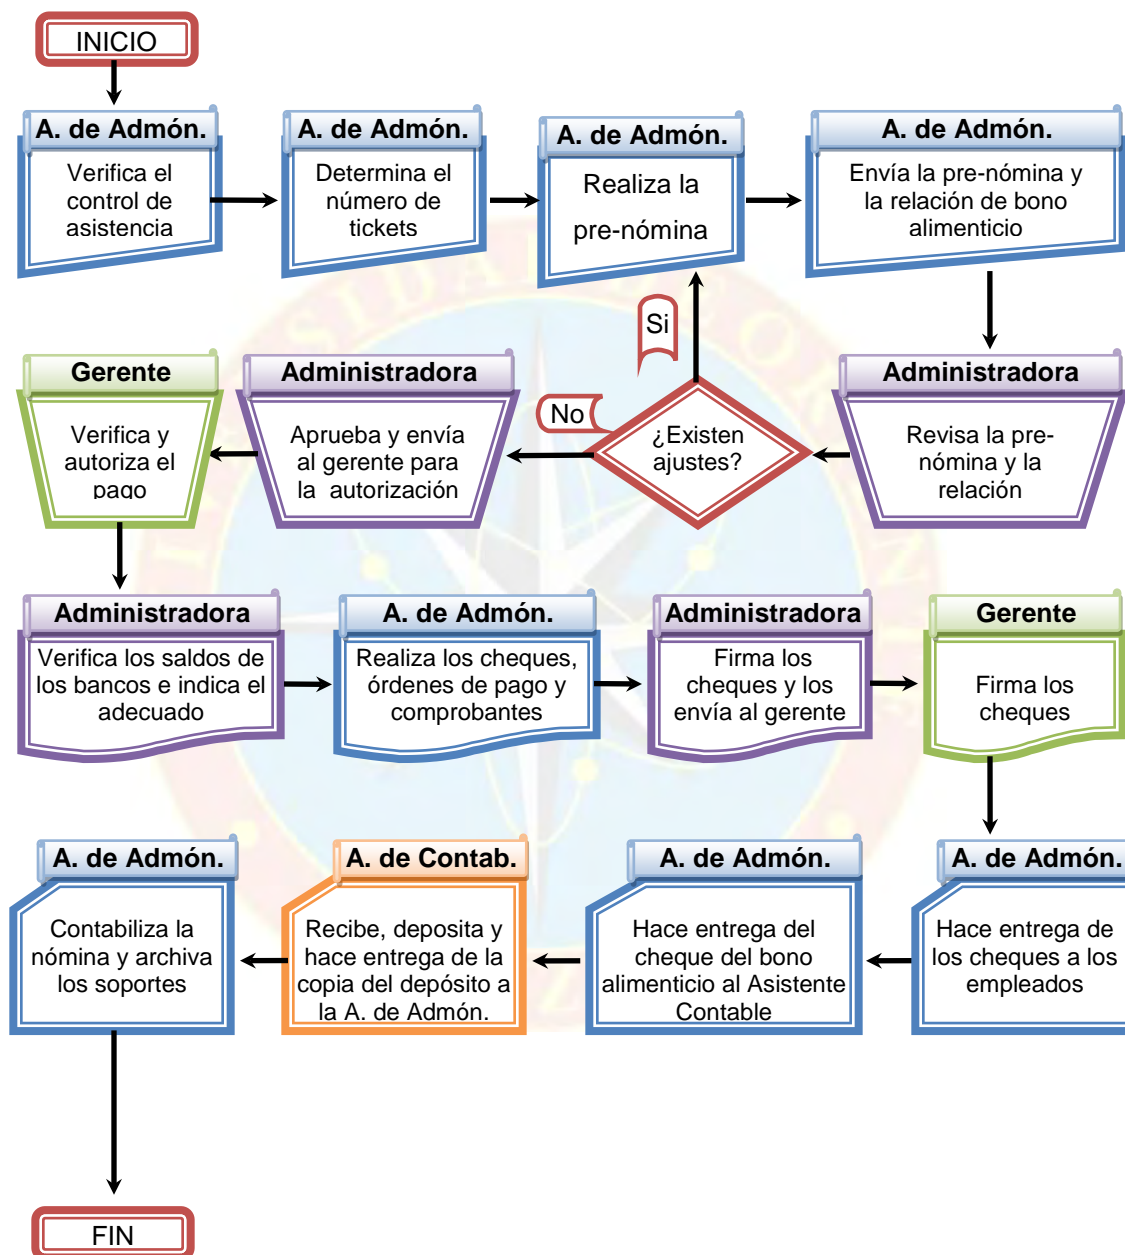 INICIO
A. de Admón.
Verifica el
control de
asistencia
A. de Admón.
Determina el
número de
tickets
A. de Admón.
Realiza la
pre-nómina
A. de Admón.
Envía la pre-nómina y
la relación de bono
alimenticio
Si
Gerente
Verifica y
autoriza el
pago
Administradora
Aprueba y envía
al gerente para
la autorización
No
¿Existen
ajustes?
Administradora
Revisa la pre-
nómina y la
relación
Administradora
Verifica los saldos de
los bancos e indica el
adecuado
A. de Admón.
Realiza los cheques,
órdenes de pago y
comprobantes
Administradora
Firma los
cheques y los
envía al gerente
Gerente
Firma los
cheques
A. de Admón.
Contabiliza la
nómina y archiva
los soportes
A. de Contab.
Recibe, deposita y
hace entrega de la
copia del depósito a
la A. de Admón.
A. de Admón.
Hace entrega del
cheque del bono
alimenticio al Asistente
Contable
A. de Admón.
Hace entrega de
los cheques a los
empleados
FIN